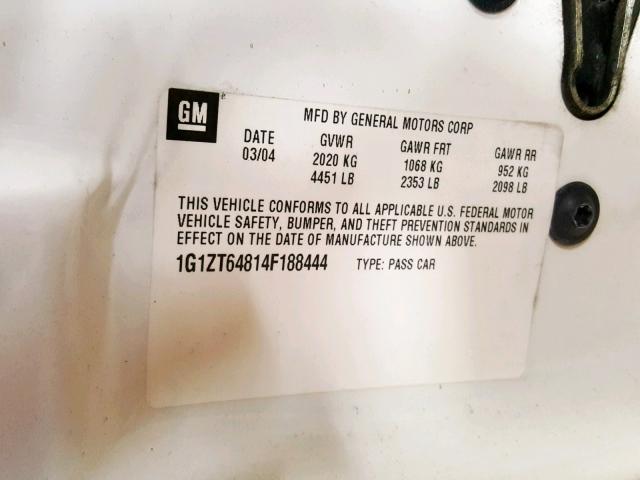 GM
MFD BY GENERAL MOTORS CORP
DATE GVWR GAWR FRT GAWR RR
03/04 2020 KG 1068 KG 952 KG
4451 LB 2353 LB 2098 LB
THIS VEHICLE CONFORMS TO ALL APPLICABLE U.S. FEDERAL MOTOR
VEHICLE SAFETY, BUMPER, AND THEFT PREVENTION STANDARDS IN
EFFECT ON THE DATE OF MANUFACTURE SHOWN ABOVE.
1G1ZT64814F188444 TYPE: PASS CAR